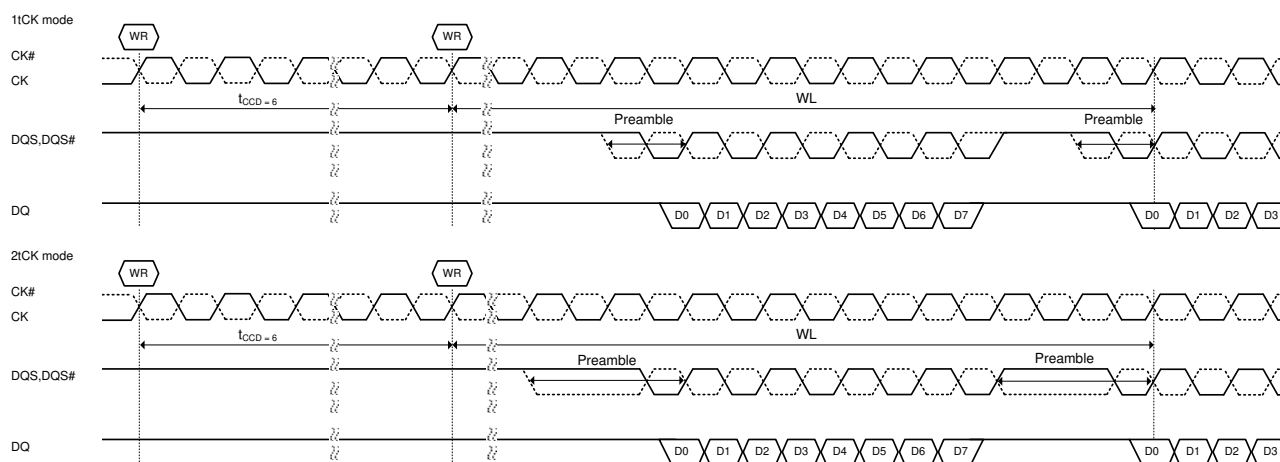 1tCK mode
WR WR
CK#
CK
tCCD = 6 WL
Preamble Preamble
DQS,DQS#
DQ D0 D1 D2 D3 D4 D5 D6 D7 D0 D1 D2 D3
2tCK mode
WR WR
CK#
CK
tCCD = 6 WL
Preamble Preamble
DQS,DQS#
DQ D0 D1 D2 D3 D4 D5 D6 D7 D0 D1 D2 D3